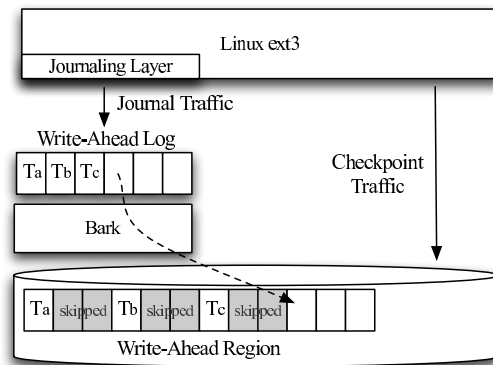 Linux ext3
Journaling Layer
Journal Traffic
Write-Ahead Log
Ta Tb Tc
Checkpoint
Traffic
Bark
Ta skipped Tb skipped Tc skipped
Write-Ahead Region